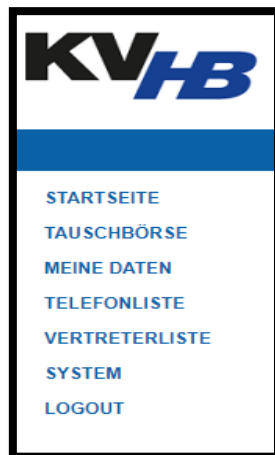 KVHB
STARTSEITE
TAUSCHBÖRSE
MEINE DATEN
TELEFONLISTE
VERTRETERLISTE
SYSTEM
LOGOUT